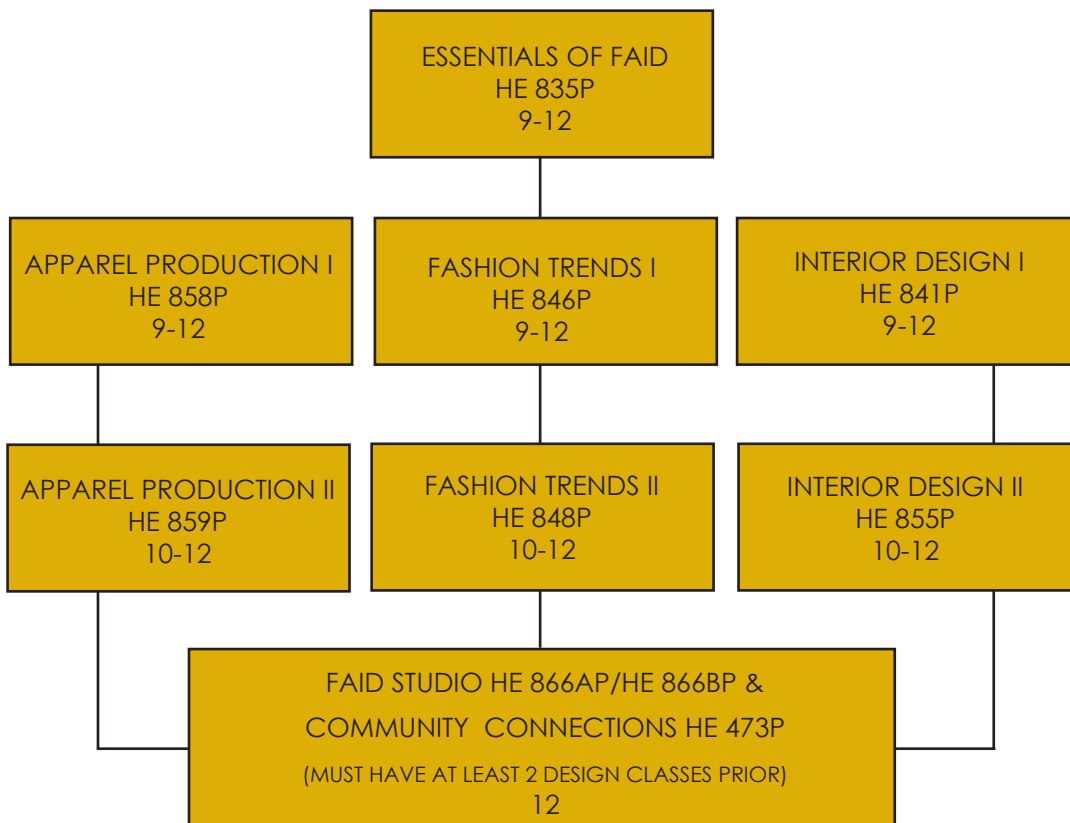 ESSENTIALS OF FAID
HE 835P
9-12
APPAREL PRODUCTION I
HE 858P
9-12
FASHION TRENDS I
HE 846P
9-12
INTERIOR DESIGN I
HE 841P
9-12
APPAREL PRODUCTION II
HE 859P
10-12
FASHION TRENDS II
HE 848P
10-12
INTERIOR DESIGN II
HE 855P
10-12
FAID STUDIO HE 866AP/HE 866BP &
COMMUNITY CONNECTIONS HE 473P
(MUST HAVE AT LEAST 2 DESIGN CLASSES PRIOR)
12